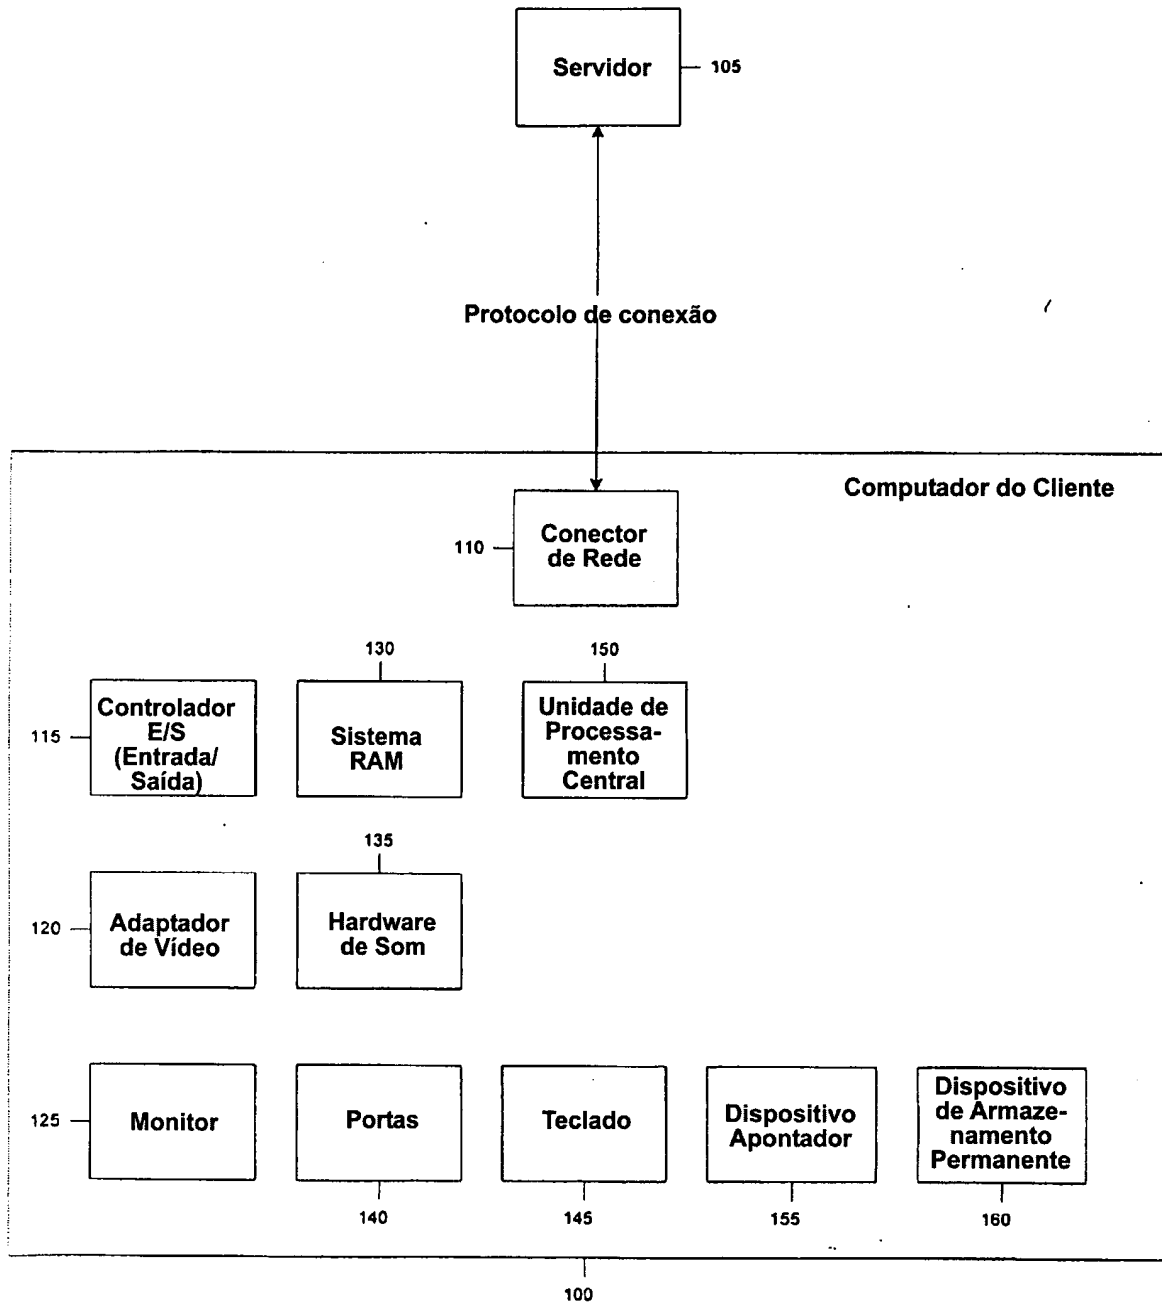 Servidor
105
Protocolo de conexão
Computador do Cliente
110
Conector
de Rede
130
150
115
Controlador
E/S
(Entrada/
Saída)
Sistema
RAM
Unidade de
Processa-
mento
Central
135
120
Adaptador
de Vídeo
Hardware
de Som
125
Monitor
Portas
Teclado
Dispositivo
Apontador
Dispositivo
de Armaze-
namento
Permanente
140
145
155
160
100